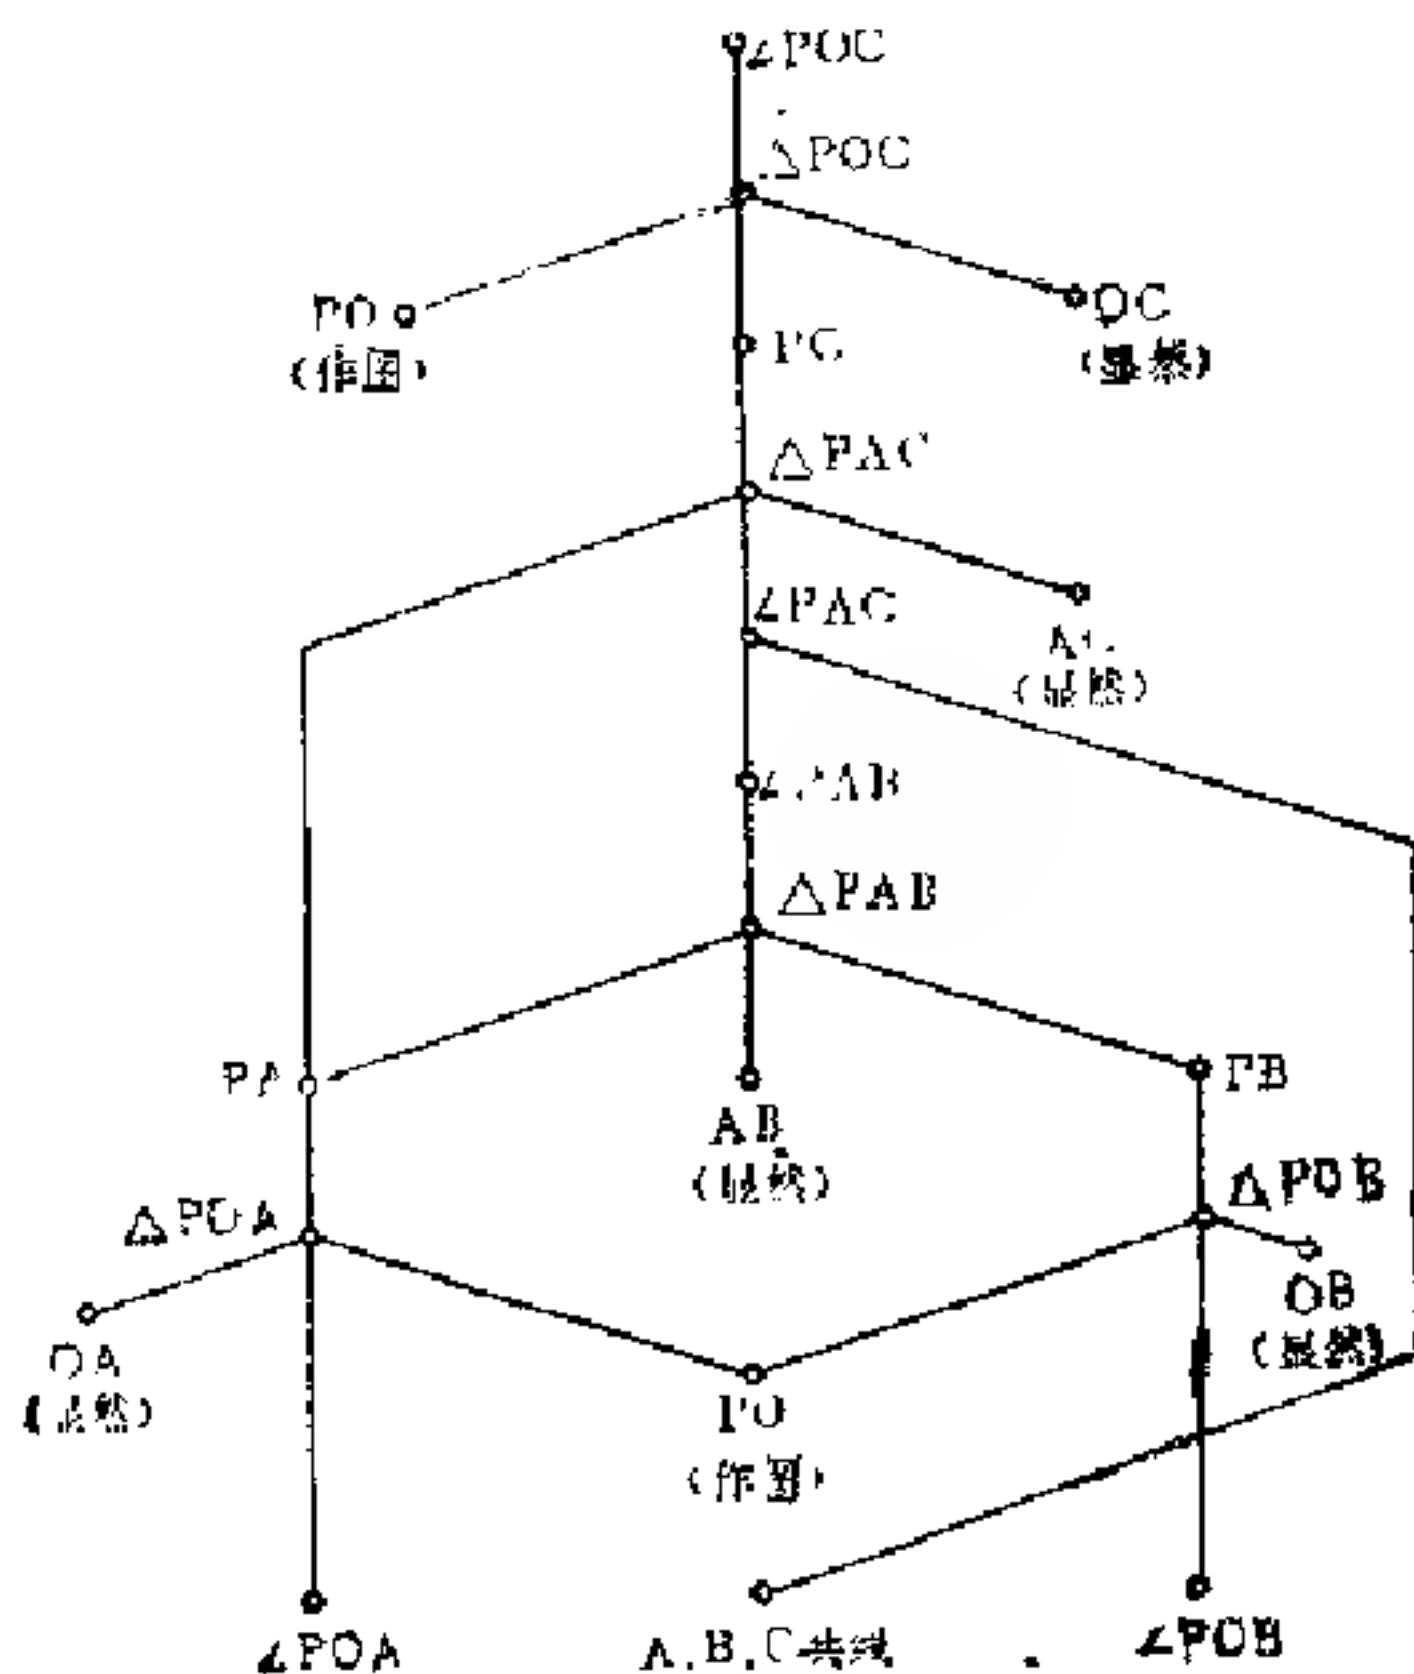 ∠POC
△POC
PO
(作图)
OC
(显然)
PC
△PAC
∠PAC
AC
(显然)
∠PAB
△PAB
PA
PB
AB
(显然)
△POA
△POB
OA
(显然)
OB
(显然)
PO
(作图)
∠POA
A.B.C共线
∠POB